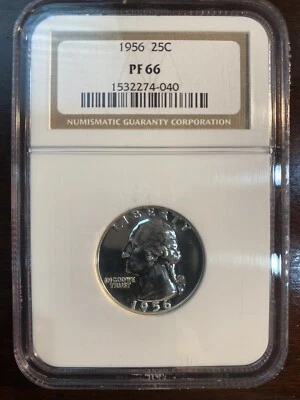 1956 25C
PF 66
1532274-040
NUMISMATIC GUARANTY CORPORATION
LIBERTY
IN GOD WE
TRUST
1956